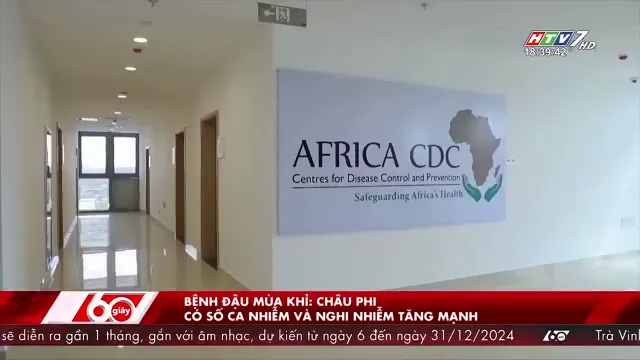 HTV7 HD
18:39:42
AFRICA CDC
Centres for Disease Control and Prevention
Safeguarding Africa's Health
60 giây
BỆNH ĐẬU MÙA KHỈ: CHÂU PHI
CÓ SỐ CA NHIỄM VÀ NGHI NHIỄM TĂNG MẠNH
sẽ diễn ra gần 1 tháng, gắn với âm nhạc, dự kiến từ ngày 6 đến ngày 31/12/2024 60 Trà Vin